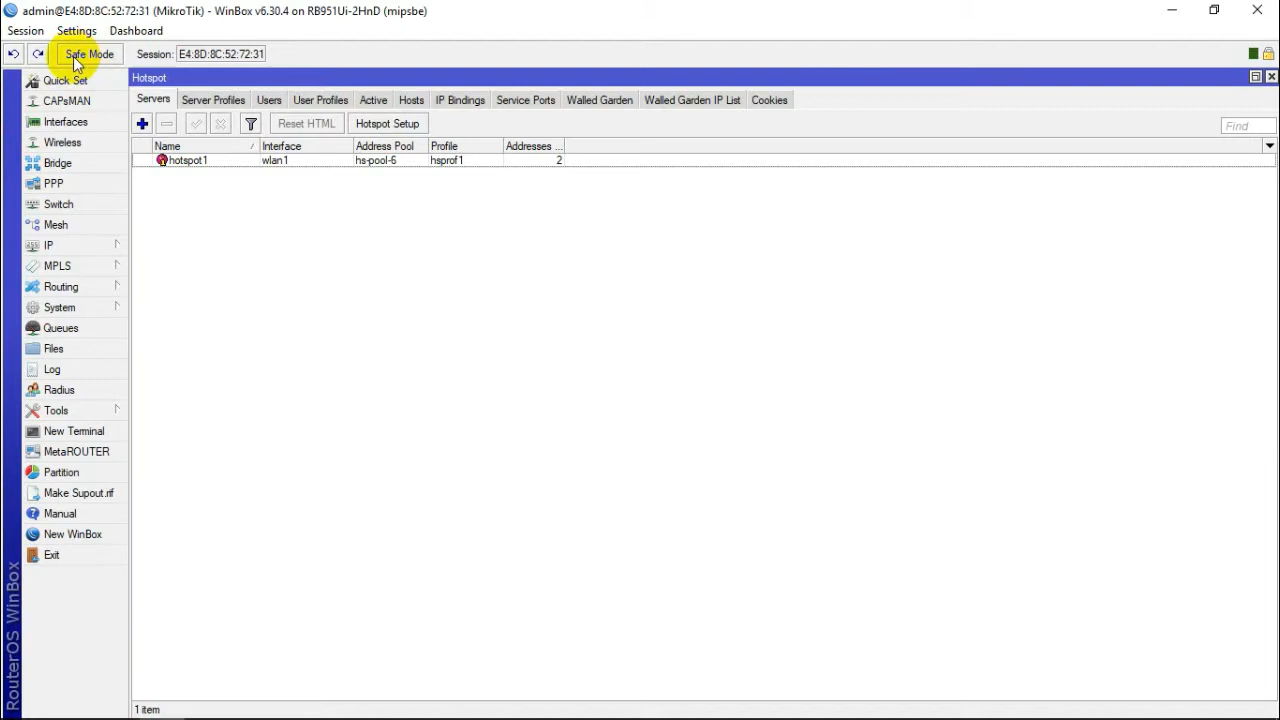 admin@E4:8D:8C:52:72:31 (MikroTik) - WinBox v6.30.4 on RB951Ui-2HnD (mipsbe)
Session Settings Dashboard
Safe Mode Session: E4:8D:8C:52:72:31
Quick Set
CAPsMAN
Interfaces
Wireless
Bridge
PPP
Switch
Mesh
IP
MPLS
Routing
System
Queues
Files
Log
Radius
Tools
New Terminal
MetaROUTER
Partition
Make Supout.rif
Manual
New WinBox
Exit
RouterOS WinBox
Hotspot
Servers Server Profiles Users User Profiles Active Hosts IP Bindings Service Ports Walled Garden Walled Garden IP List Cookies
Reset HTML Hotspot Setup Find
Name Interface Address Pool Profile Addresses ...
hotspot1 wlan1 hs-pool-6 hsprof1 2
1 item